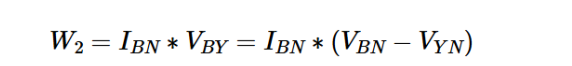 W₂ = I_BN * V_BY = I_BN * (V_BN − V_YN)